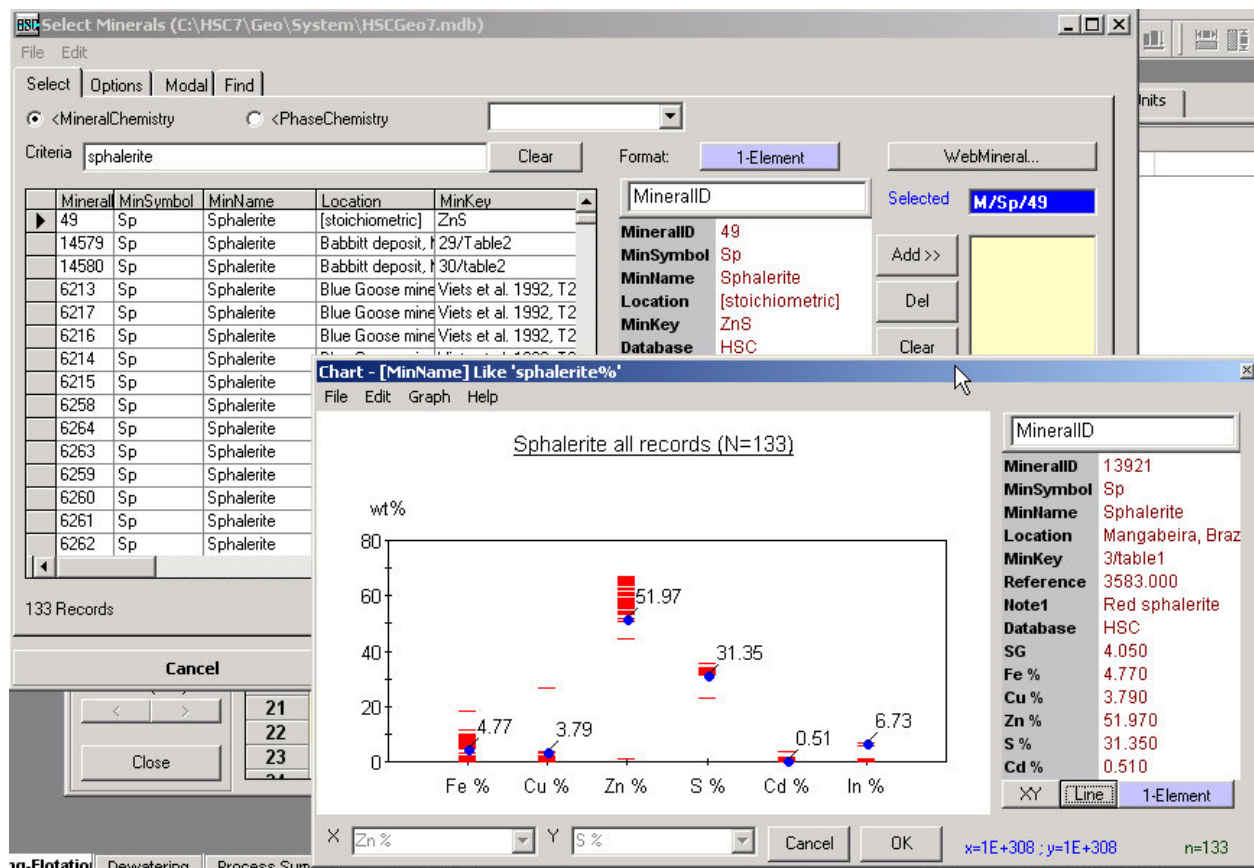 HSC Select Minerals (C:\HSC7\Geo\System\HSCGeo7.mdb)
File Edit
Select Options Modal Find
<MineralChemistry <PhaseChemistry
Criteria sphalerite Clear Format: 1-Element WebMineral...
Mineral MinSymbol MinName Location MinKey
49 Sp Sphalerite [stoichiometric] ZnS
14579 Sp Sphalerite Babbitt deposit, 29/Table2
14580 Sp Sphalerite Babbitt deposit, 30/table2
6213 Sp Sphalerite Blue Goose mine Viets et al. 1992, T2
6217 Sp Sphalerite Blue Goose mine Viets et al. 1992, T2
6216 Sp Sphalerite Blue Goose mine Viets et al. 1992, T2
6214 Sp Sphalerite
6215 Sp Sphalerite
6258 Sp Sphalerite
6264 Sp Sphalerite
6263 Sp Sphalerite
6259 Sp Sphalerite
6260 Sp Sphalerite
6261 Sp Sphalerite
6262 Sp Sphalerite
133 Records
Cancel
MineralID
MineralID 49
MinSymbol Sp
MinName Sphalerite
Location [stoichiometric]
MinKey ZnS
Database HSC
Selected M/Sp/49
Add >>
Del
Clear
nits
< >
Close
21
22
23
Chart - [MinName] Like 'sphalerite%'
File Edit Graph Help
Sphalerite all records (N=133)
wt%
80
60
40
20
0
4.77
3.79
51.97
31.35
0.51
6.73
Fe % Cu % Zn % S % Cd % In %
MineralID
MineralID 13921
MinSymbol Sp
MinName Sphalerite
Location Mangabeira, Braz
MinKey 3/table1
Reference 3583.000
Note1 Red sphalerite
Database HSC
SG 4.050
Fe % 4.770
Cu % 3.790
Zn % 51.970
S % 31.350
Cd % 0.510
XY Line 1-Element
X Zn % Y S % Cancel OK x=1E+308 ; y=1E+308 n=133
ng-Flotation Dewatering Process Sum